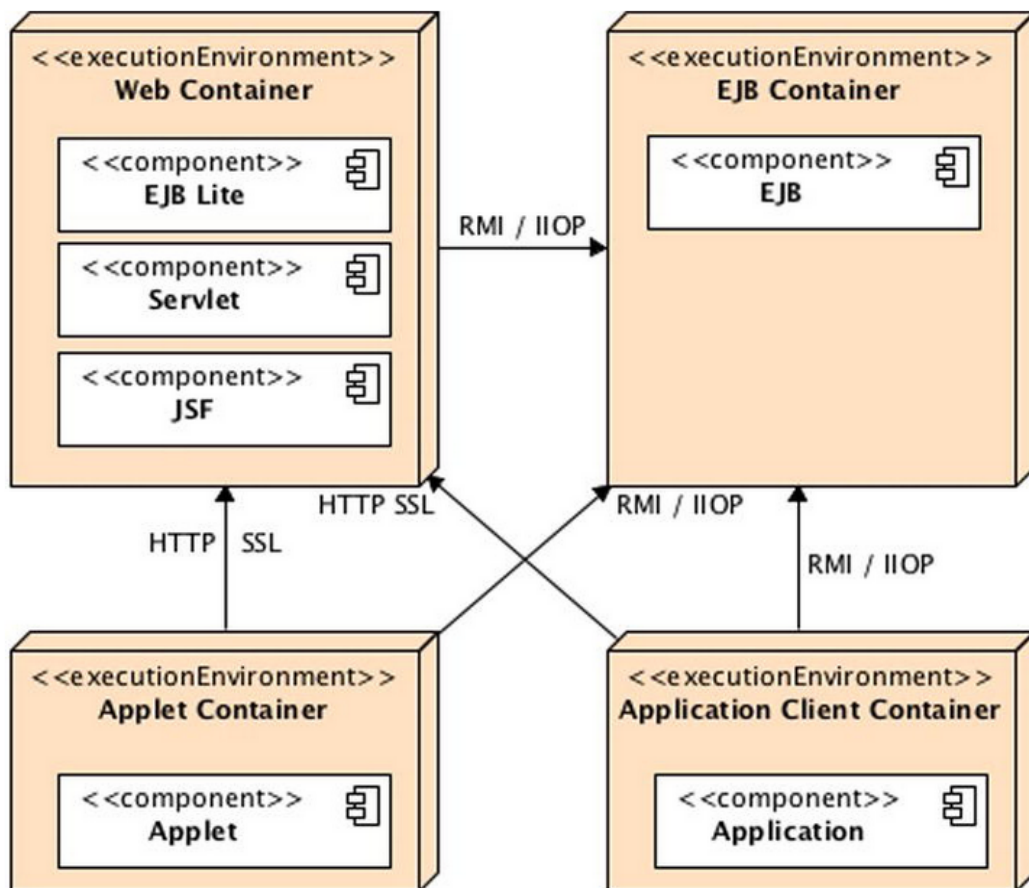 <<executionEnvironment>>
Web Container
<<component>>
EJB Lite
<<component>>
Servlet
<<component>>
JSF
RMI / IIOP
<<executionEnvironment>>
EJB Container
<<component>>
EJB
HTTP SSL
HTTP SSL
RMI / IIOP
RMI / IIOP
<<executionEnvironment>>
Applet Container
<<component>>
Applet
<<executionEnvironment>>
Application Client Container
<<component>>
Application